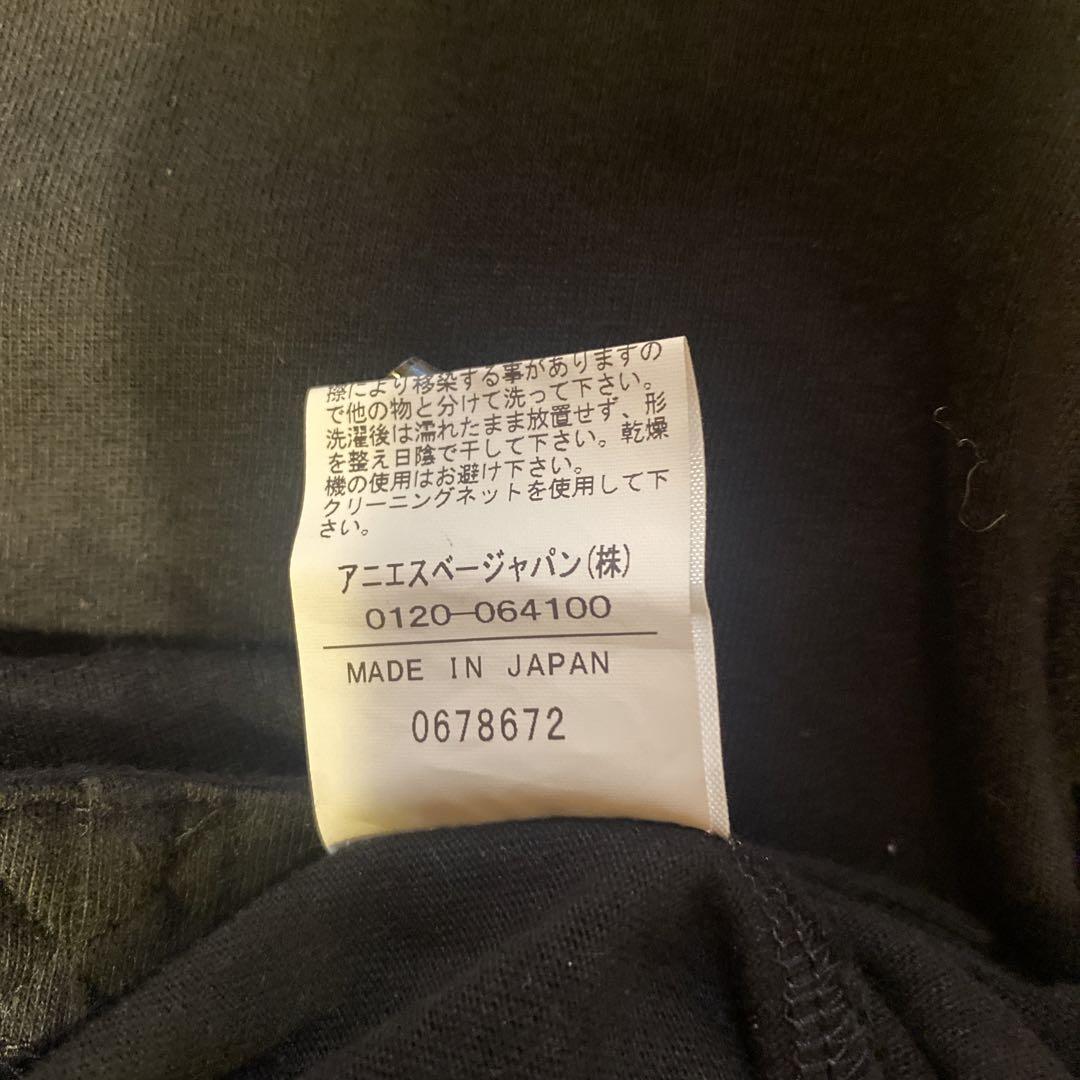 際により移染する事がありますの
で他の物と分けて洗って下さい。
洗濯後は濡れたまま放置せず、形
を整え日陰で干して下さい。乾燥
機の使用はお避け下さい。
クリーニングネットを使用して下
さい。
アニエスベージャパン(株)
0120-064100
MADE IN JAPAN
0678672